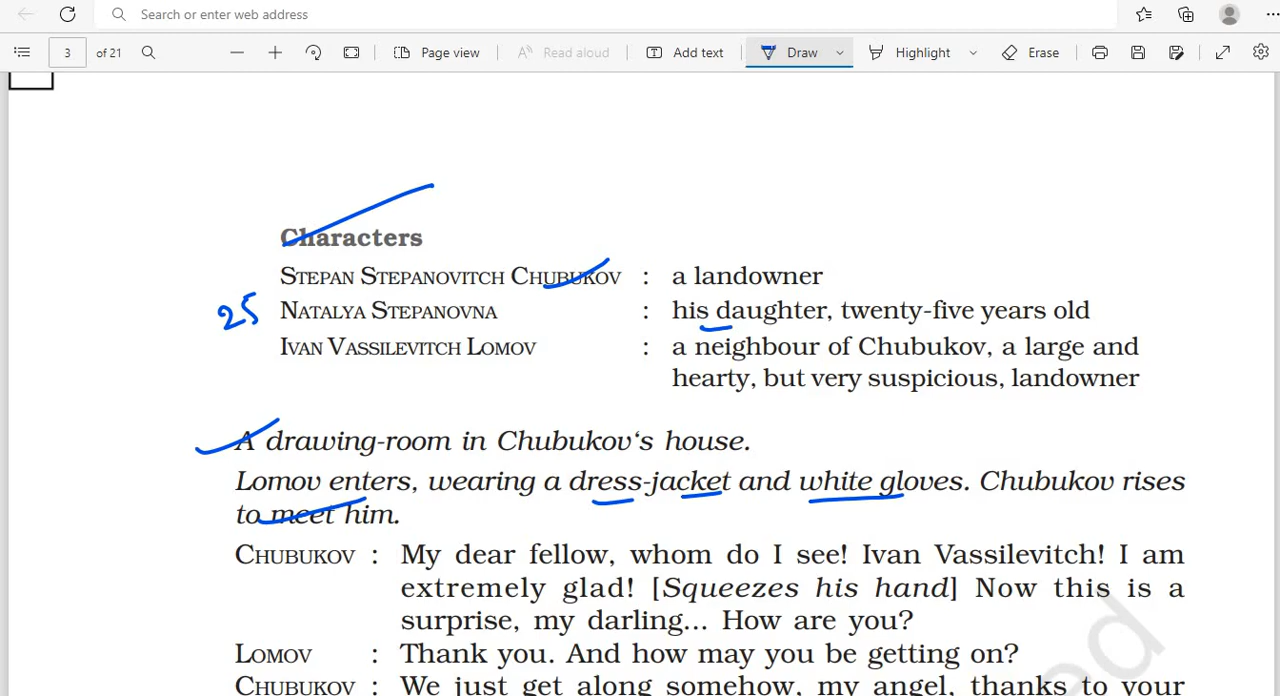 Search or enter web address
3 of 21 Page view Read aloud Add text Draw Highlight Erase
Characters
STEPAN STEPANOVITCH CHUBUKOV : a landowner
25 NATALYA STEPANOVNA : his daughter, twenty-five years old
IVAN VASSILEVITCH LOMOV : a neighbour of Chubukov, a large and
hearty, but very suspicious, landowner
A drawing-room in Chubukov‘s house.
Lomov enters, wearing a dress-jacket and white gloves. Chubukov rises
to meet him.
CHUBUKOV : My dear fellow, whom do I see! Ivan Vassilevitch! I am
extremely glad! [Squeezes his hand] Now this is a
surprise, my darling... How are you?
LOMOV : Thank you. And how may you be getting on?
CHUBUKOV : We just get along somehow, my angel, thanks to your